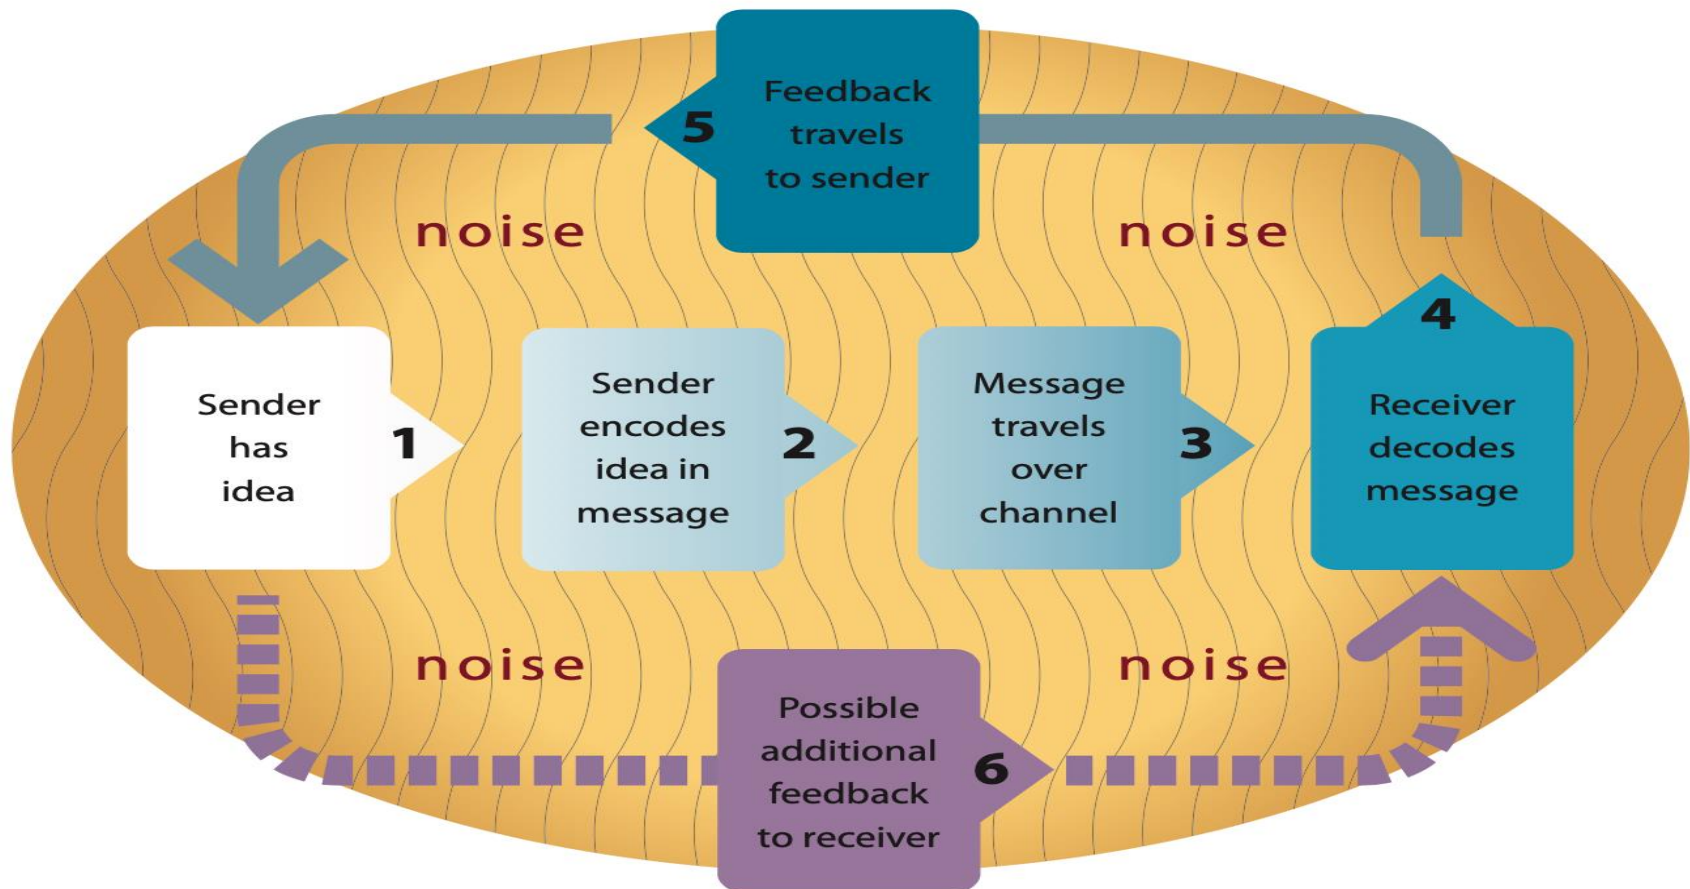 5
Feedback
travels
to sender
noise
noise
Sender
has
idea
1
Sender
encodes
idea in
message
2
Message
travels
over
channel
3
Receiver
decodes
message
4
noise
noise
Possible
additional
feedback
to receiver
6